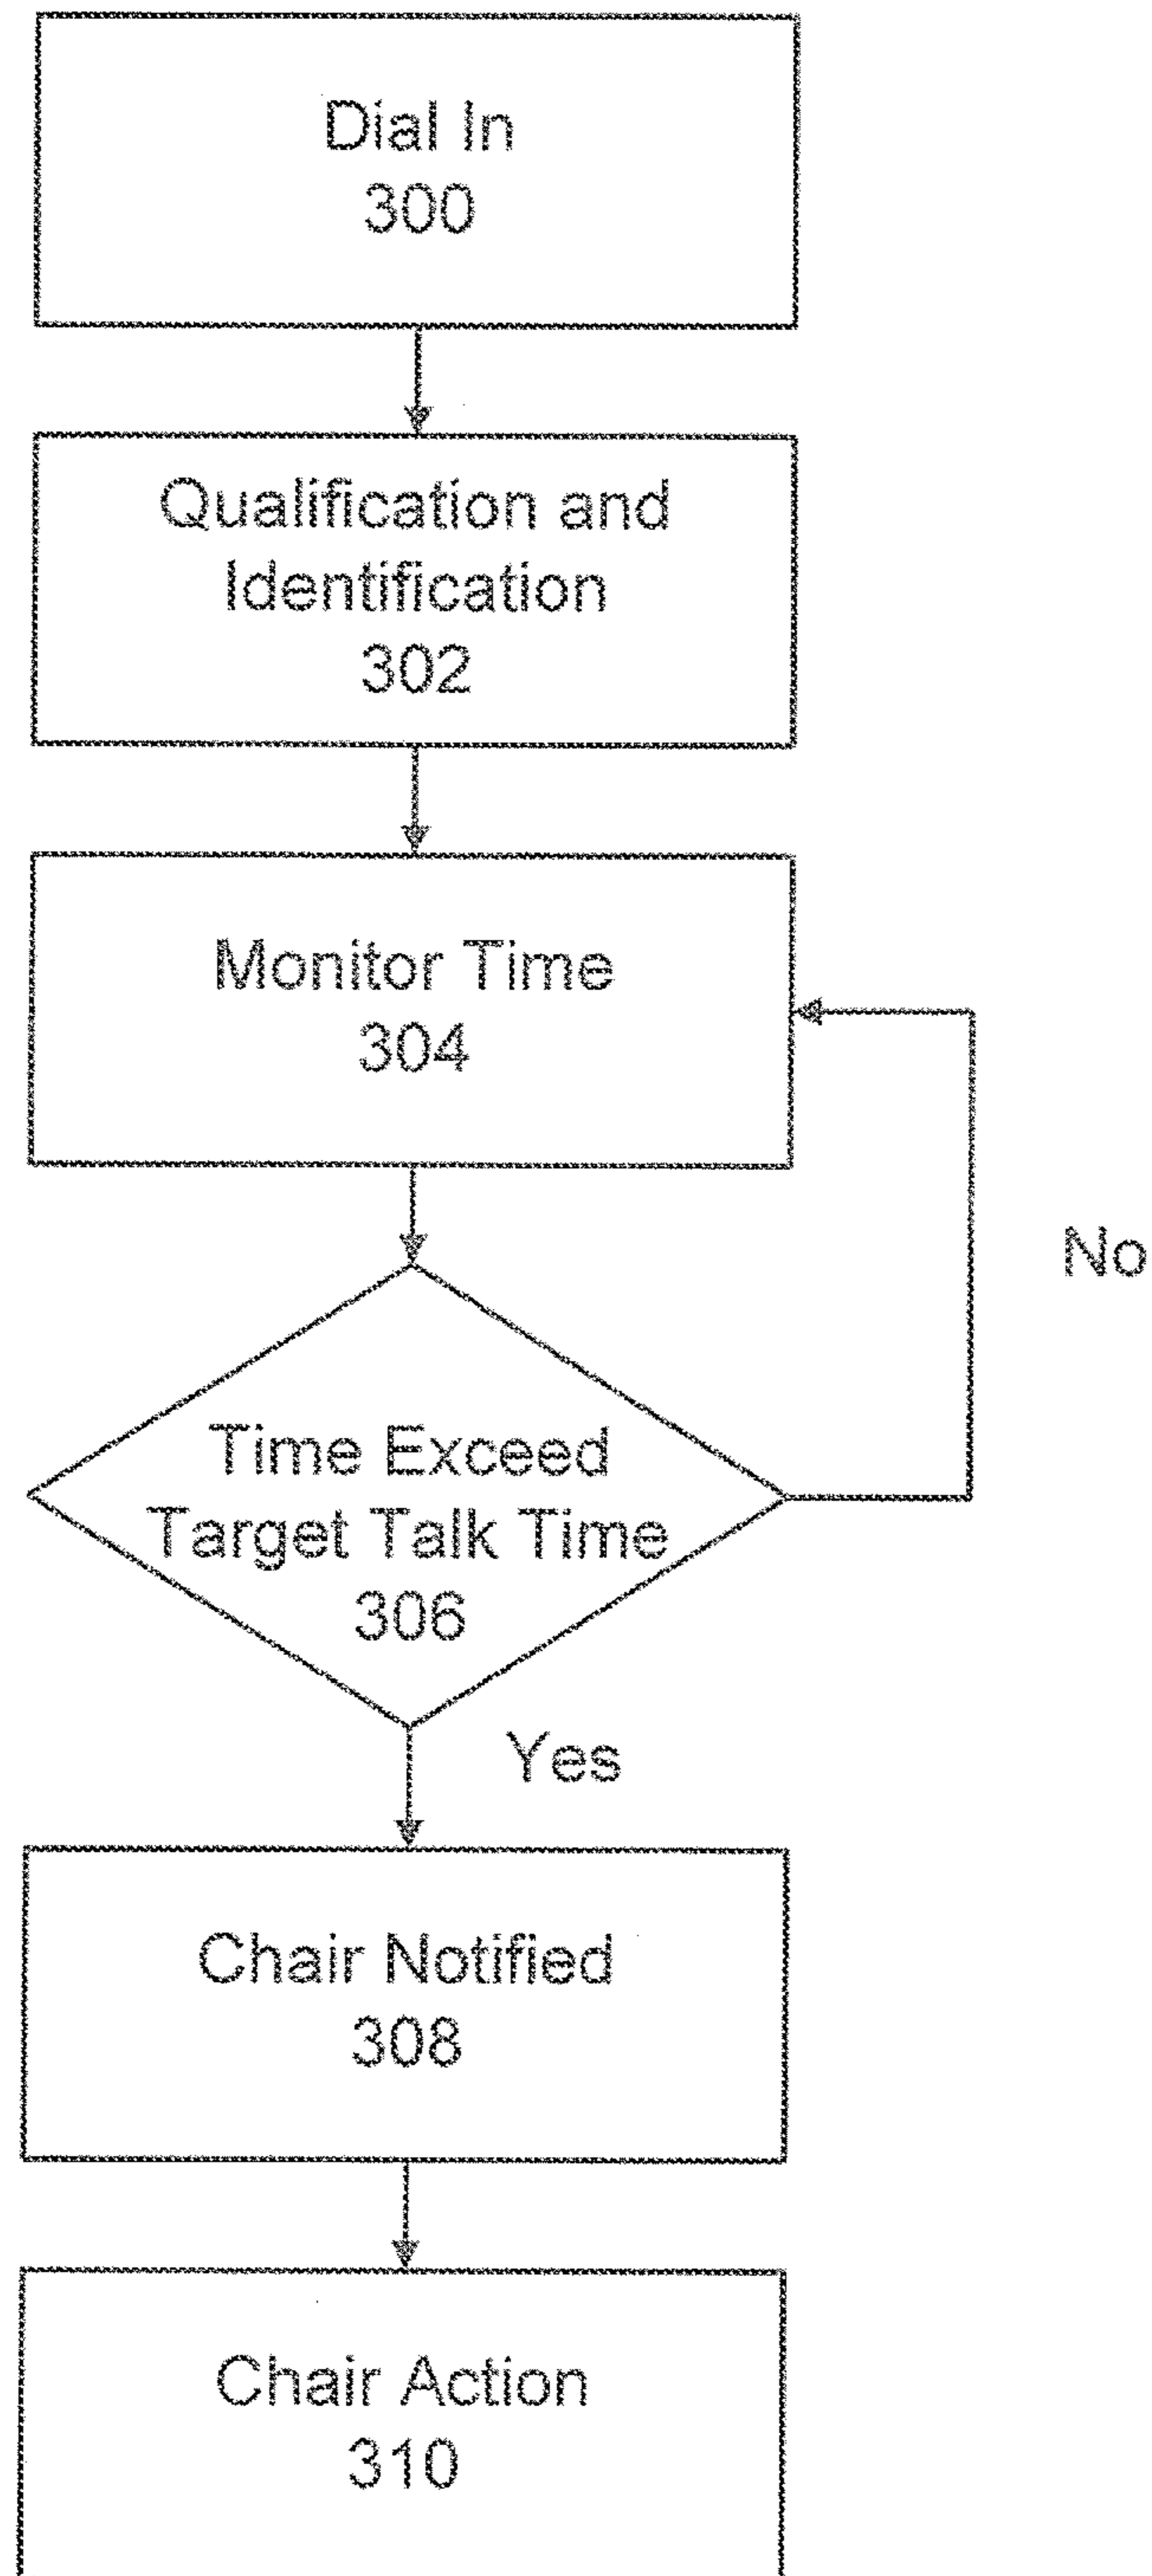 Dial In
300
Qualification and
Identification
302
Monitor Time
304
No
Time Exceed
Target Talk Time
306
Yes
Chair Notified
308
Chair Action
310